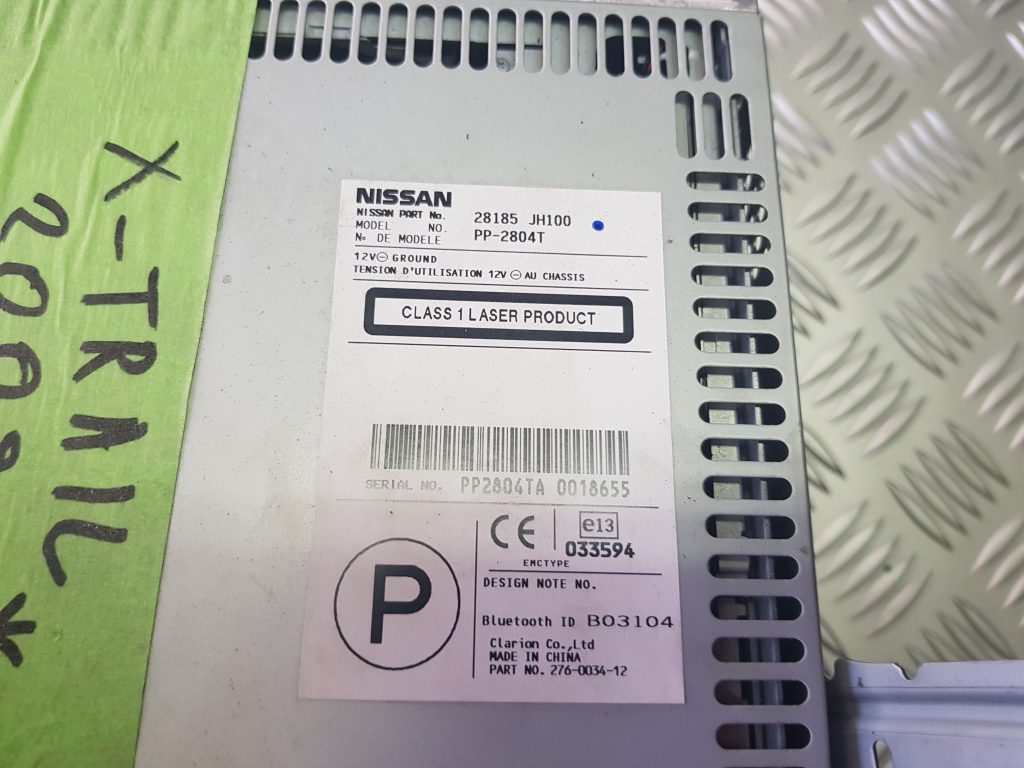 X-TRAIL *
2008
NISSAN
NISSAN PART No. 28185 JH100
MODEL NO. PP-2804T
N° DE MODELE
12V⊖ GROUND
TENSION D'UTILISATION 12V ⊖ AU CHASSIS
CLASS 1 LASER PRODUCT
SERIAL NO. PP2804TA 0018655
P
CE
e13
033594
EMCTYPE
DESIGN NOTE NO.
Bluetooth ID B03104
Clarion Co.,Ltd
MADE IN CHINA
PART NO. 276-0034-12